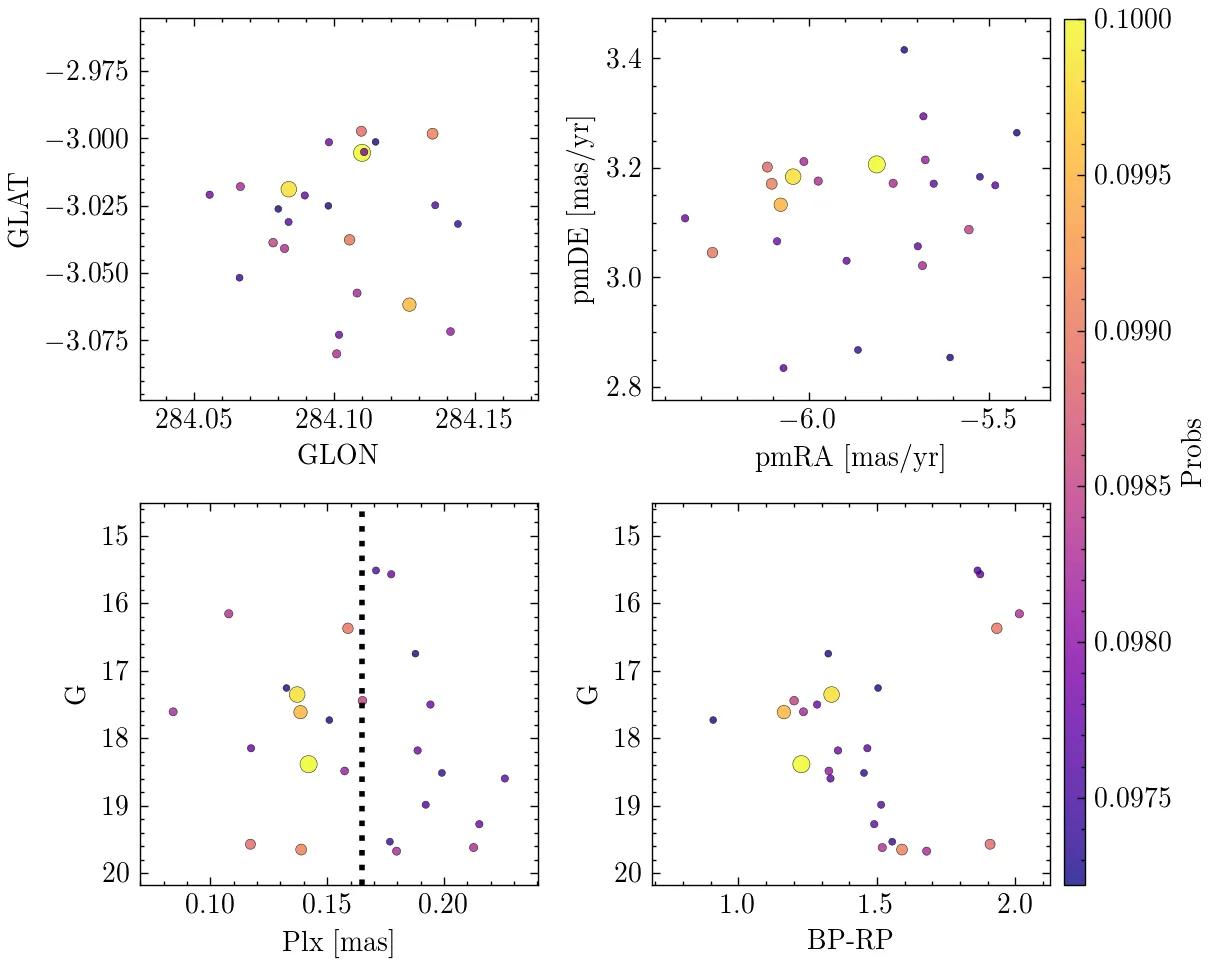 −2.975
−3.000
−3.025
−3.050
−3.075
GLAT
284.05 284.10 284.15
GLON
3.4
3.2
3.0
2.8
pmDE [mas/yr]
−6.0 −5.5
pmRA [mas/yr]
0.1000
0.0995
0.0990
0.0985
0.0980
0.0975
Probs
15
16
17
18
19
20
G
0.10 0.15 0.20
Plx [mas]
15
16
17
18
19
20
G
1.0 1.5 2.0
BP-RP